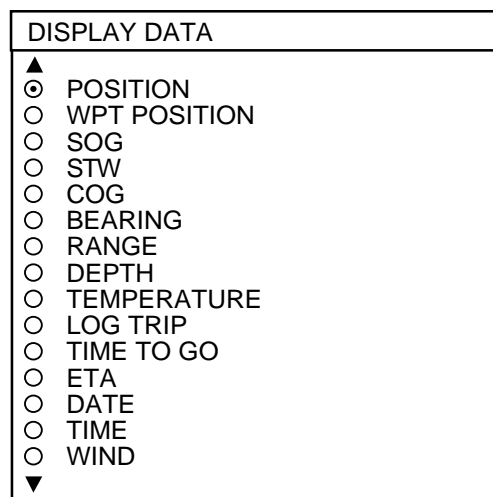 DISPLAY DATA
▲
POSITION
WPT POSITION
SOG
STW
COG
BEARING
RANGE
DEPTH
TEMPERATURE
LOG TRIP
TIME TO GO
ETA
DATE
TIME
WIND
▼